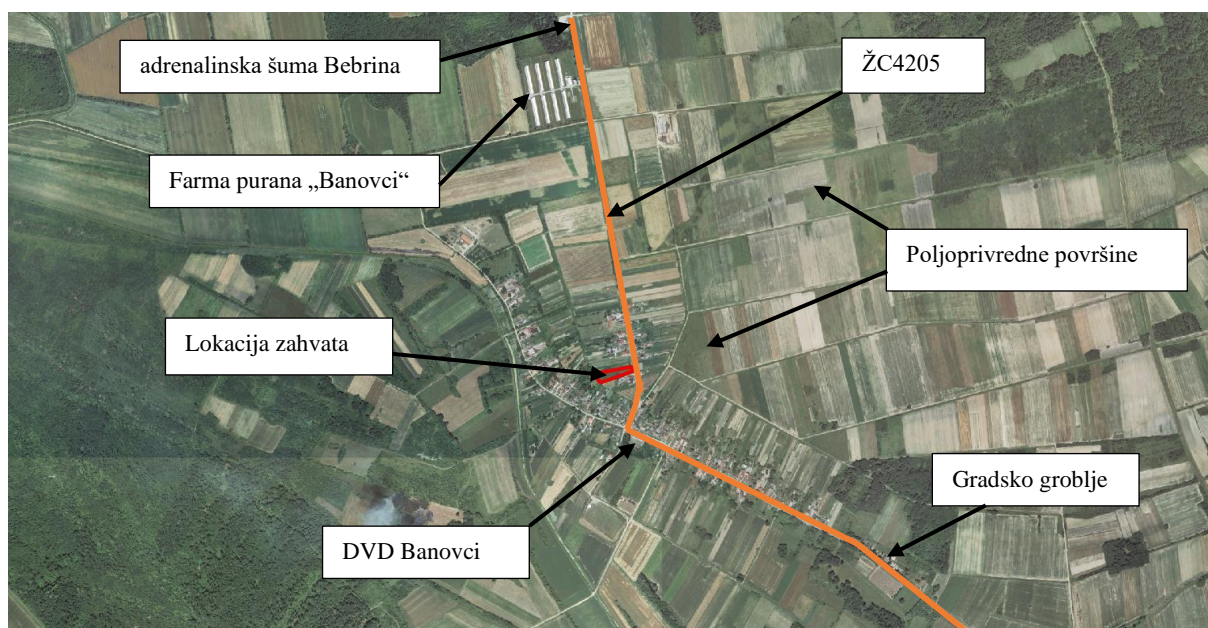 adrenalinska šuma Bebrina
ŽC4205
Farma purana „Banovci“
Poljoprivredne površine
Lokacija zahvata
Gradsko groblje
DVD Banovci